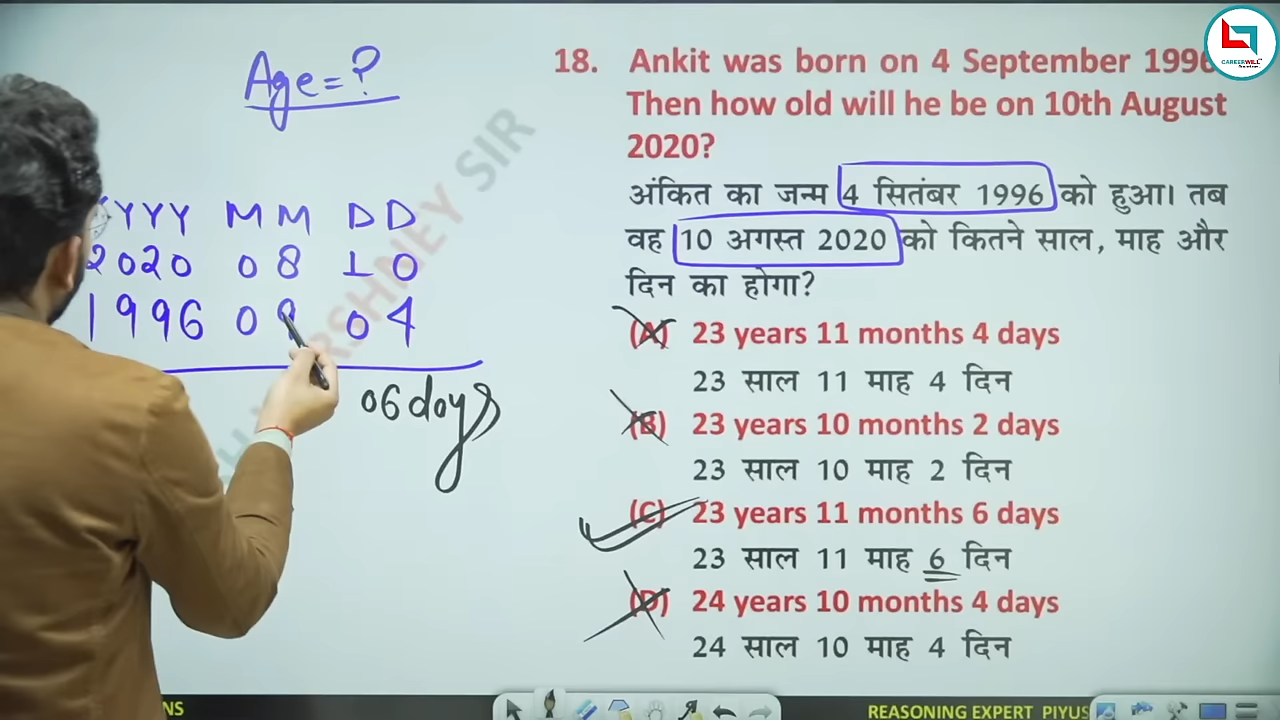 Age=?
YYY MM DD
2020 08 10
1996 0 04
06 days
SHNEY SIR
18. Ankit was born on 4 September 199
Then how old will he be on 10th August
2020?
अंकित का जन्म 4 सितंबर 1996 को हुआ। तब
वह 10 अगस्त 2020 को कितने साल, माह और
दिन का होगा?
(A) 23 years 11 months 4 days
23 साल 11 माह 4 दिन
(B) 23 years 10 months 2 days
23 साल 10 माह 2 दिन
(C) 23 years 11 months 6 days
23 साल 11 माह 6 दिन
(D) 24 years 10 months 4 days
24 साल 10 माह 4 दिन
CAREERWILL
NS
REASONING EXPERT PIYUS